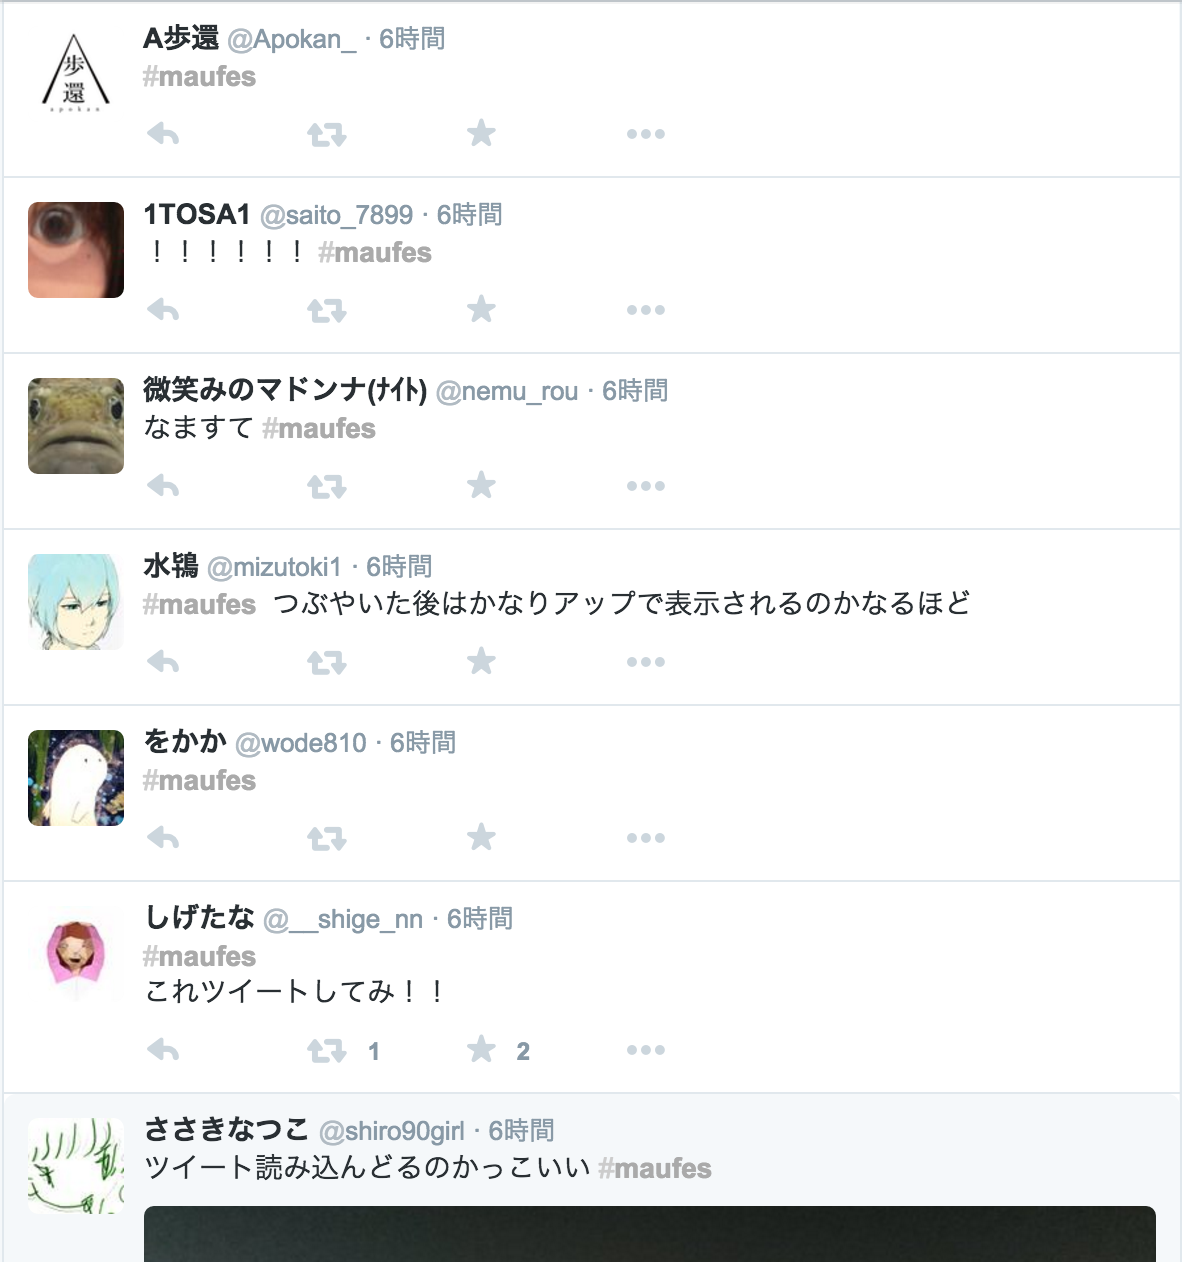 歩
還
apokan
A歩還 @Apokan_ · 6時間
#maufes
1TOSA1 @saito_7899 · 6時間
！！！！！！ #maufes
微笑みのマドンナ(ﾅｲﾄ) @nemu_rou · 6時間
なますて #maufes
水鴇 @mizutoki1 · 6時間
#maufes つぶやいた後はかなりアップで表示されるのかなるほど
をかか @wode810 · 6時間
#maufes
しげたな @__shige_nn · 6時間
#maufes
これツイートしてみ！！
1 2
ささきなつこ @shiro90girl · 6時間
ツイート読み込んどるのかっこいい #maufes